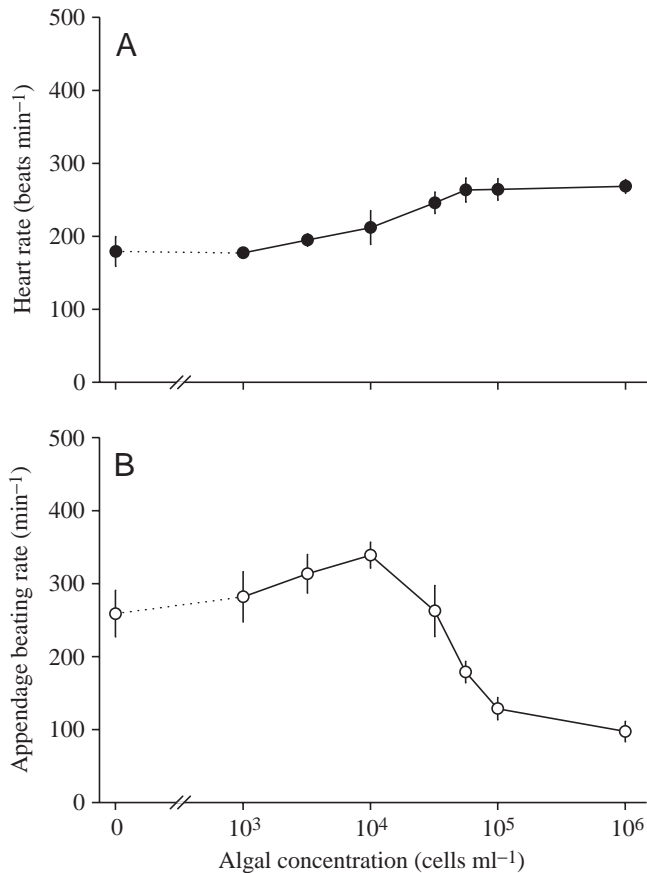 A
500
400
300
200
100
0
Heart rate (beats min⁻¹)
B
500
400
300
200
100
0
Appendage beating rate (min⁻¹)
0 10³ 10⁴ 10⁵ 10⁶
Algal concentration (cells ml⁻¹)